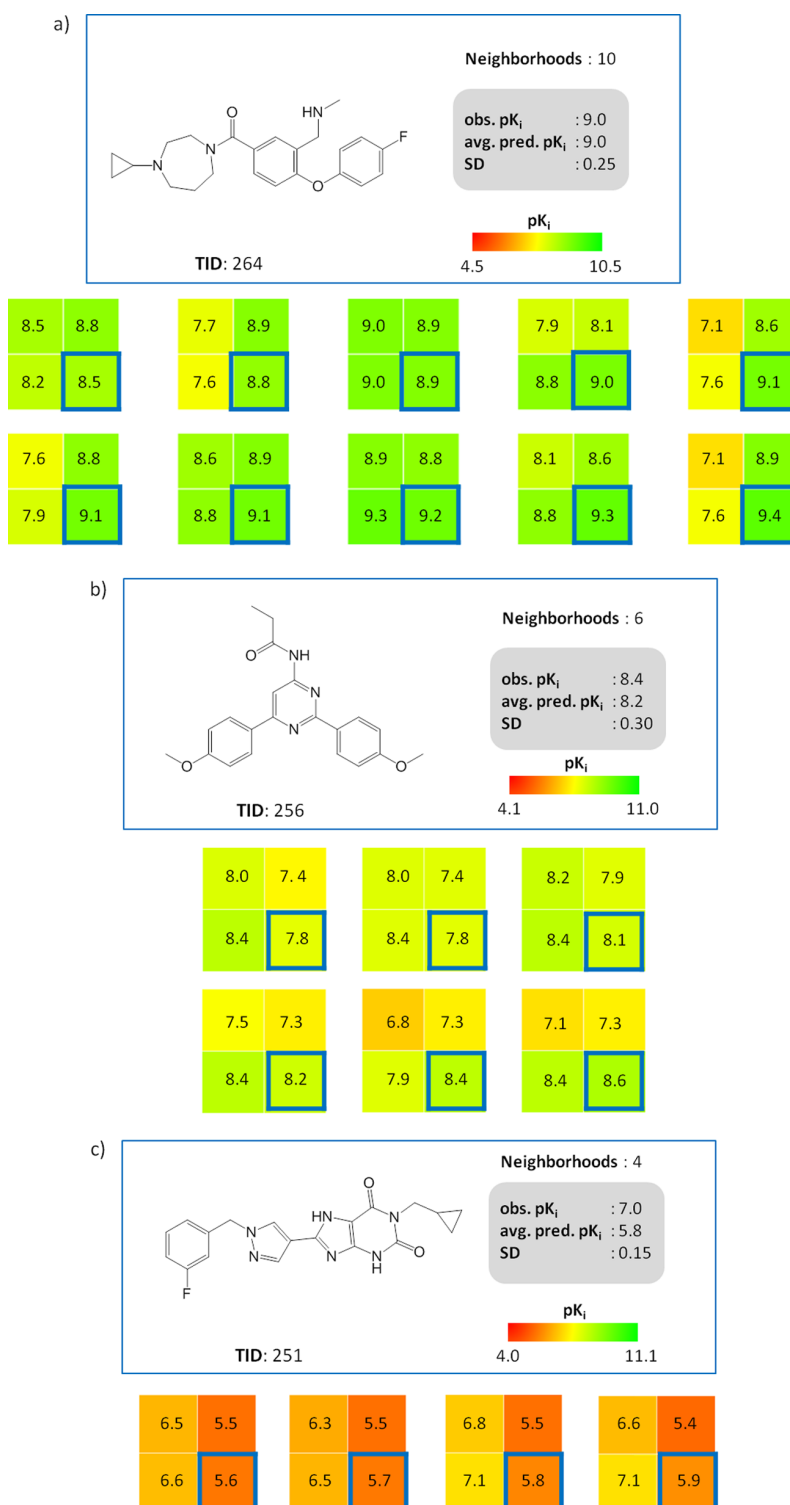 a)
Neighborhoods : 10
HN
O
N
N
F
O
obs. pKi : 9.0
avg. pred. pKi : 9.0
SD : 0.25
pKi
4.5 10.5
TID: 264
8.5 8.8 7.7 8.9 9.0 8.9 7.9 8.1 7.1 8.6
8.2 8.5 7.6 8.8 9.0 8.9 8.8 9.0 7.6 9.1
7.6 8.8 8.6 8.9 8.9 8.8 8.1 8.6 7.1 8.9
7.9 9.1 8.8 9.1 9.3 9.2 8.8 9.3 7.6 9.4
b)
Neighborhoods : 6
O NH
N
N
O O
obs. pKi : 8.4
avg. pred. pKi : 8.2
SD : 0.30
pKi
4.1 11.0
TID: 256
8.0 7. 4 8.0 7.4 8.2 7.9
8.4 7.8 8.4 7.8 8.4 8.1
7.5 7.3 6.8 7.3 7.1 7.3
8.4 8.2 7.9 8.4 8.4 8.6
c)
Neighborhoods : 4
O
HN N
N
N N N O
H
F
obs. pKi : 7.0
avg. pred. pKi : 5.8
SD : 0.15
pKi
4.0 11.1
TID: 251
6.5 5.5 6.3 5.5 6.8 5.5 6.6 5.4
6.6 5.6 6.5 5.7 7.1 5.8 7.1 5.9